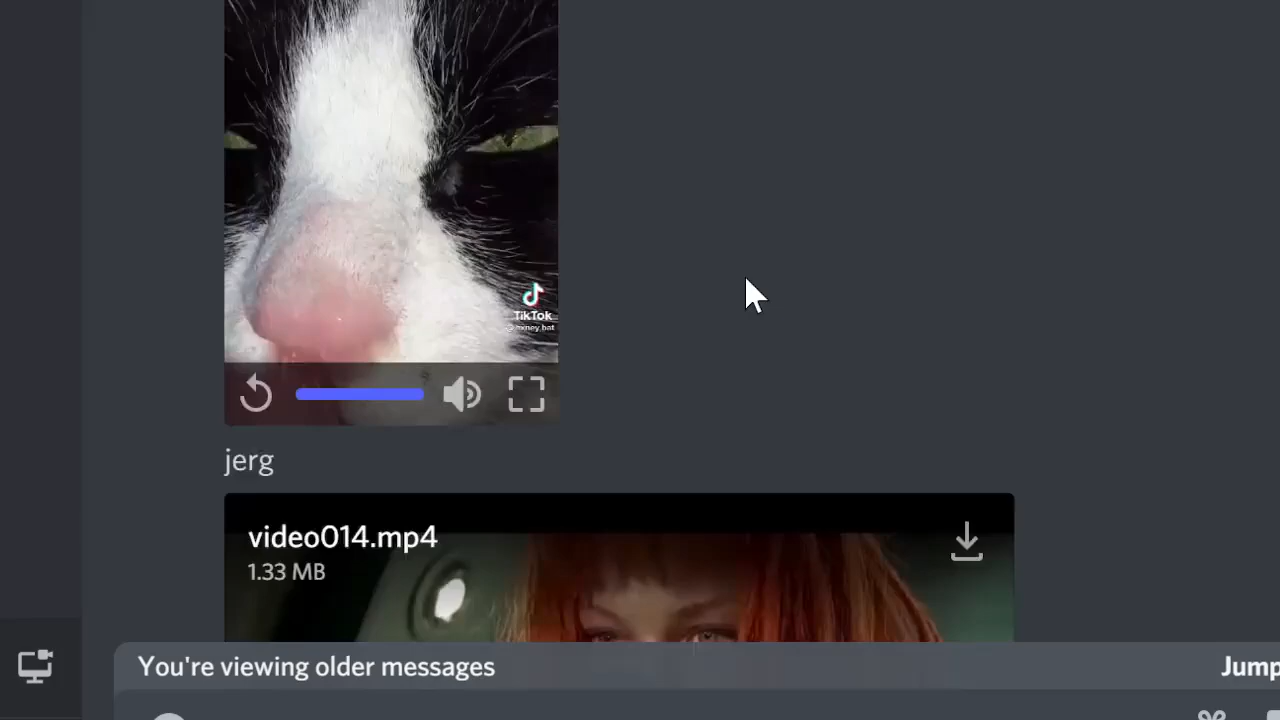 TikTok
jerg
video014.mp4
1.33 MB
You're viewing older messages
Jump